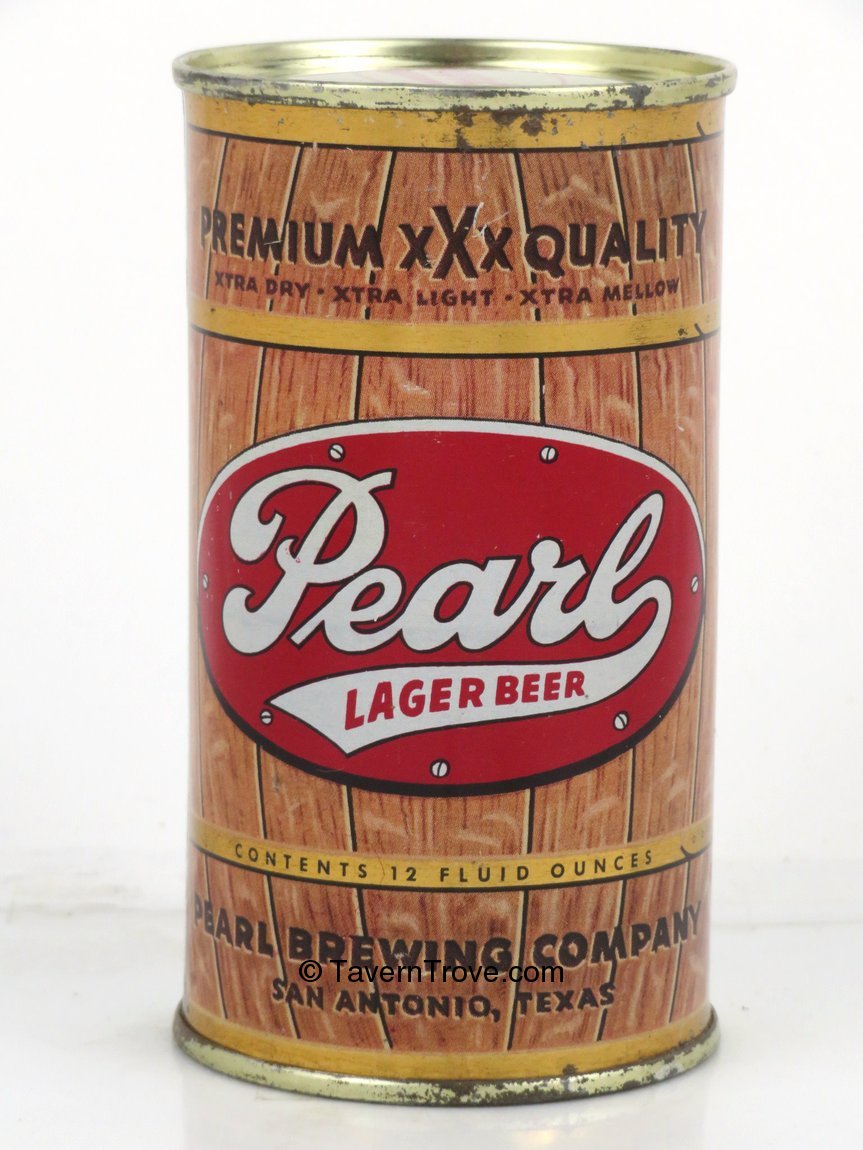 PREMIUM xXx QUALITY
XTRA DRY · XTRA LIGHT · XTRA MELLOW
Pearl
LAGER BEER
CONTENTS 12 FLUID OUNCES
PEARL BREWING COMPANY
© TavernTrove.com
SAN ANTONIO, TEXAS